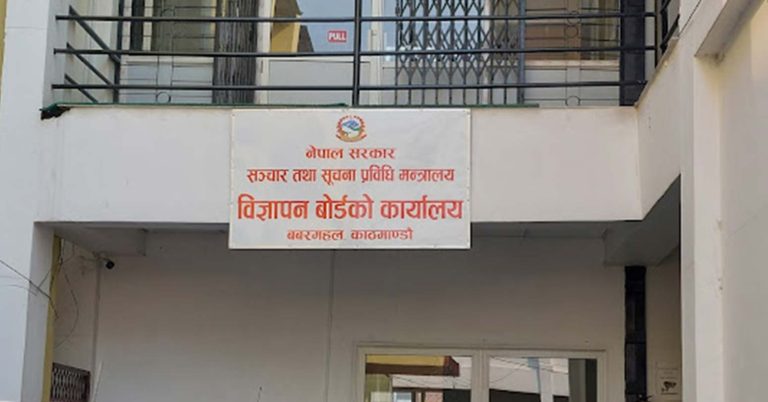 PULL
नेपाल सरकार
सञ्चार तथा सूचना प्रविधि मन्त्रालय
विज्ञापन बोर्डको कार्यालय
बबरमहल, काठमाण्डौ